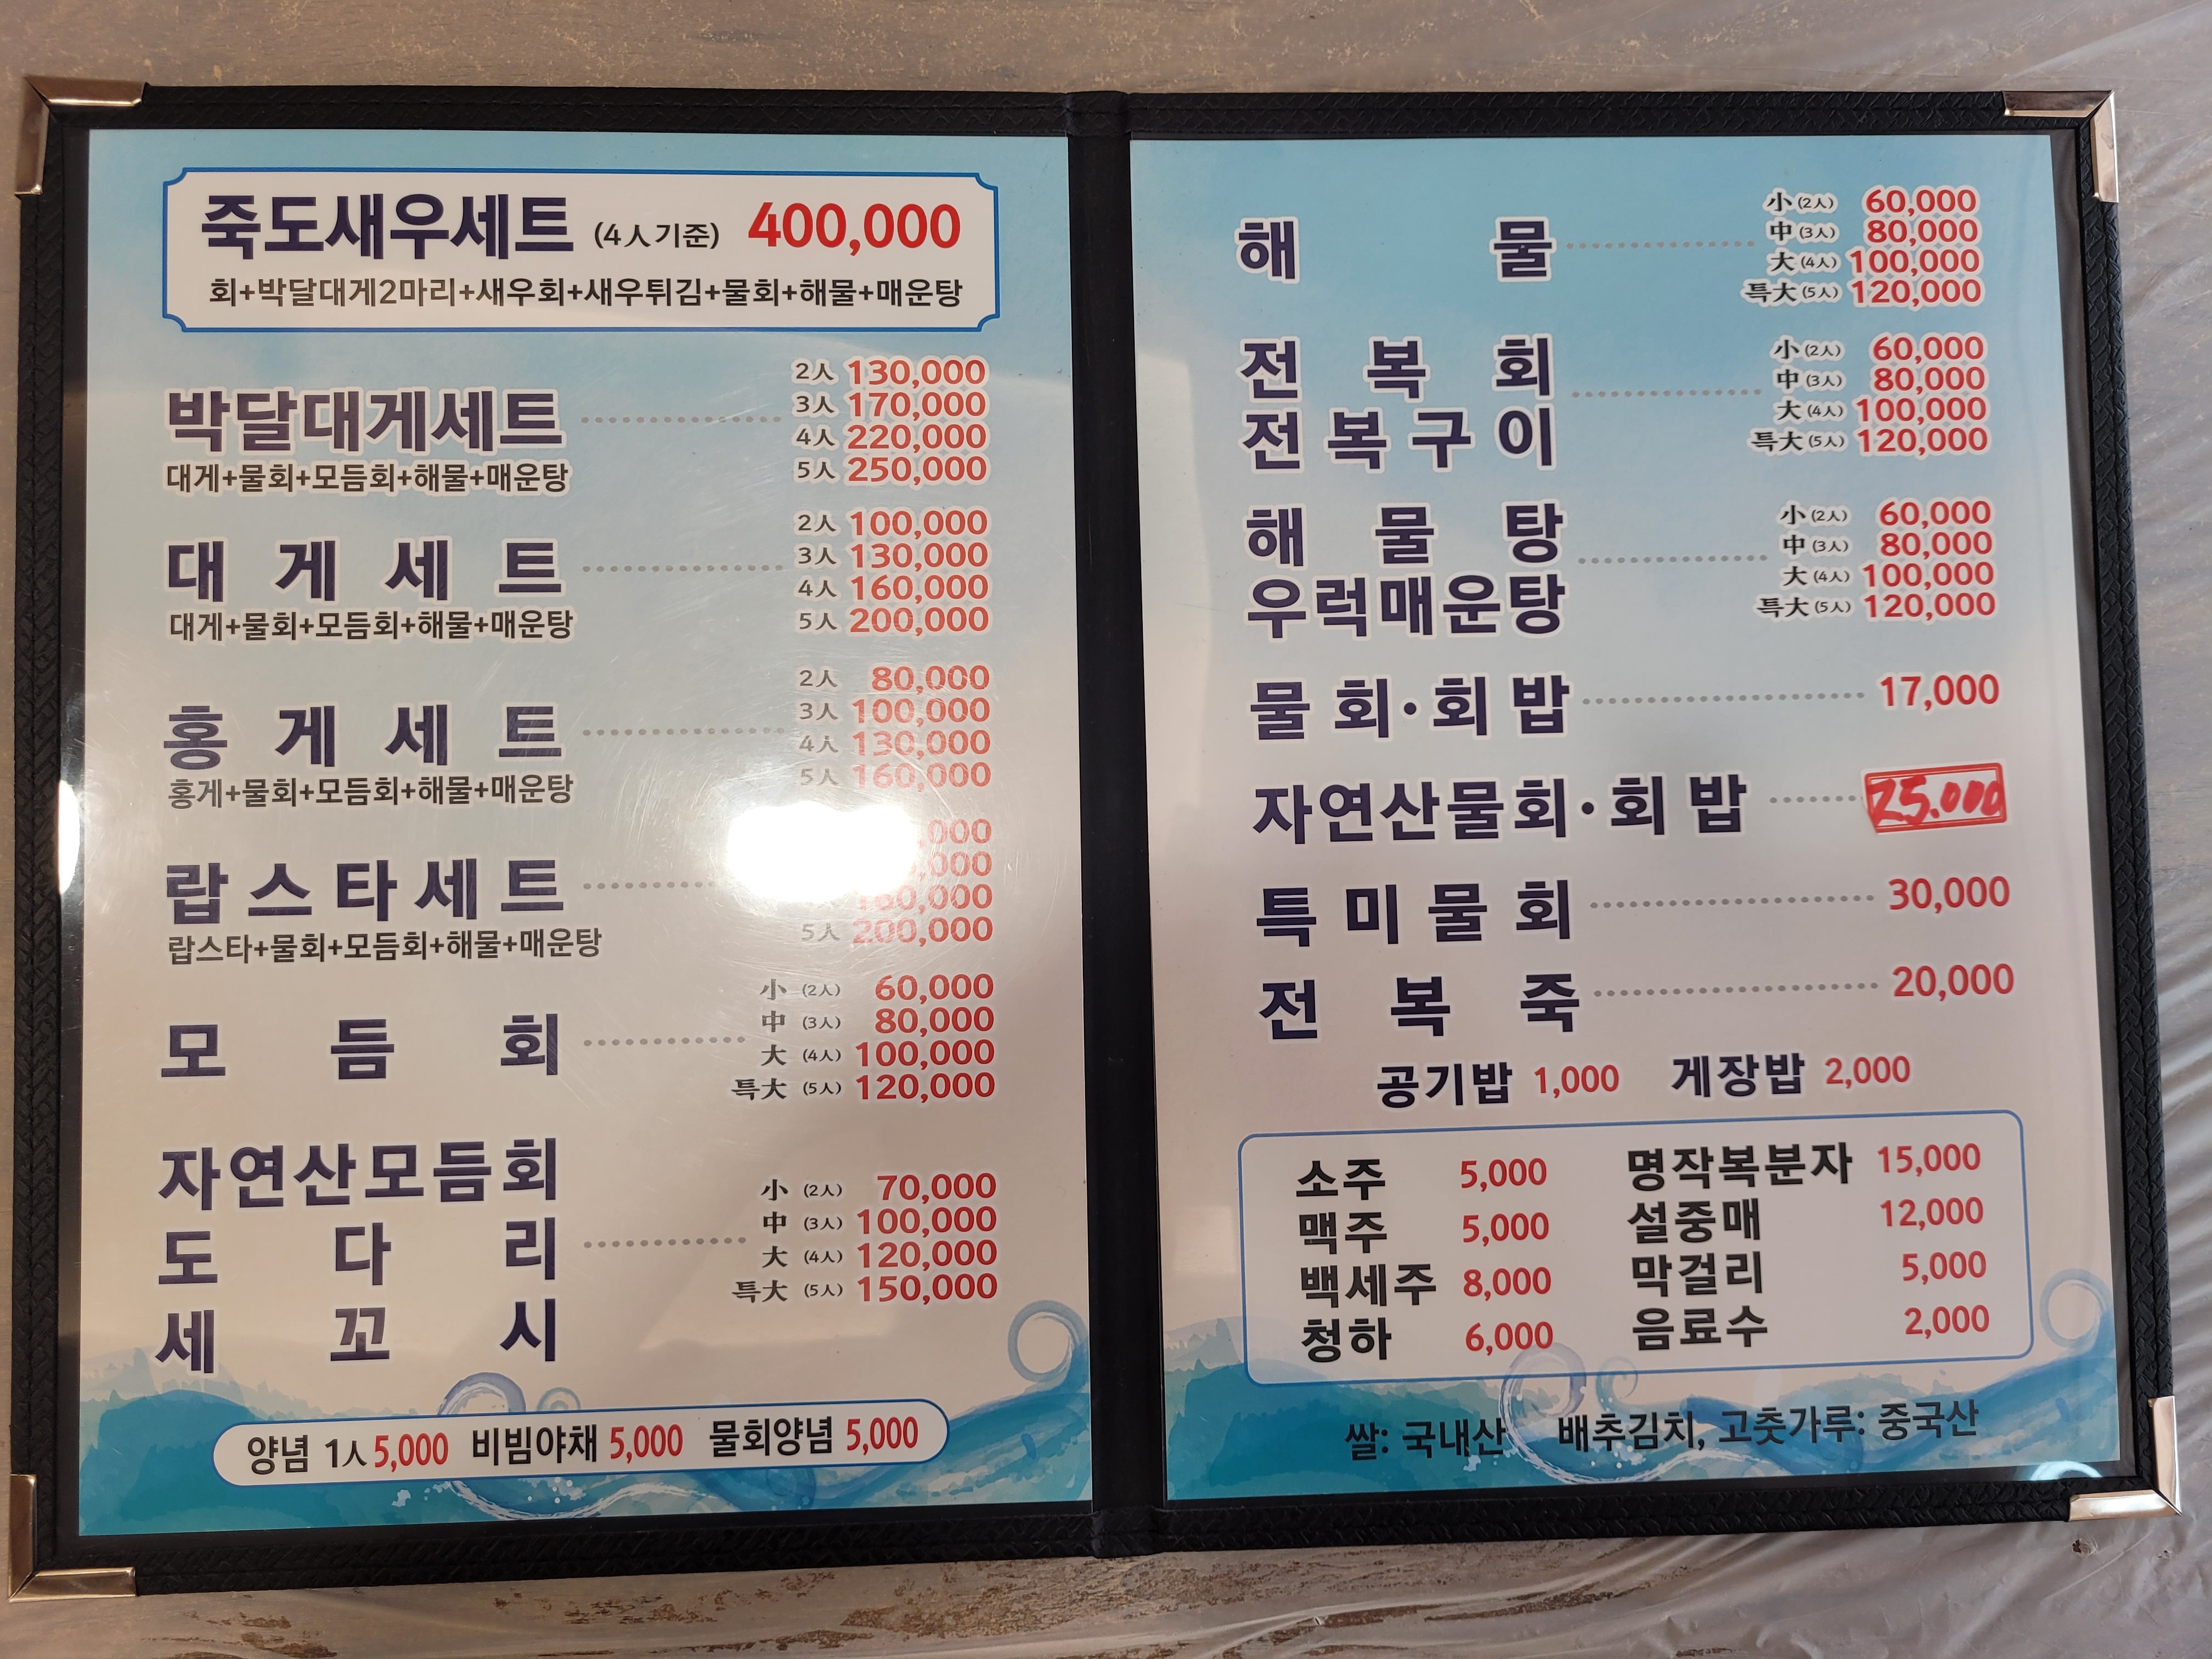 죽도새우세트 (4人기준) 400,000
회+박달대게2마리+새우회+새우튀김+물회+해물+매운탕
박달대게세트
대게+물회+모듬회+해물+매운탕
2人 130,000
3人 170,000
4人 220,000
5人 250,000
대게세트
대게+물회+모듬회+해물+매운탕
2人 100,000
3人 130,000
4人 160,000
5人 200,000
홍게세트
홍게+물회+모듬회+해물+매운탕
2人 80,000
3人 100,000
4人 130,000
5人 160,000
랍스타세트
랍스타+물회+모듬회+해물+매운탕
160,000
5人 200,000
모듬회
小 (2人) 60,000
中 (3人) 80,000
大 (4人) 100,000
특大 (5人) 120,000
자연산모듬회
도다리
세꼬시
小 (2人) 70,000
中 (3人) 100,000
大 (4人) 120,000
특大 (5人) 150,000
양념 1人 5,000 비빔야채 5,000 물회양념 5,000
해물
小 (2人) 60,000
中 (3人) 80,000
大 (4人) 100,000
특大 (5人) 120,000
전복회
전복구이
小 (2人) 60,000
中 (3人) 80,000
大 (4人) 100,000
특大 (5人) 120,000
해물탕
우럭매운탕
小 (2人) 60,000
中 (3人) 80,000
大 (4人) 100,000
특大 (5人) 120,000
물회·회밥 17,000
자연산물회·회밥 25.000
특미물회 30,000
전복죽 20,000
공기밥 1,000 게장밥 2,000
소주 5,000 명작복분자 15,000
맥주 5,000 설중매 12,000
백세주 8,000 막걸리 5,000
청하 6,000 음료수 2,000
쌀: 국내산 배추김치, 고춧가루: 중국산